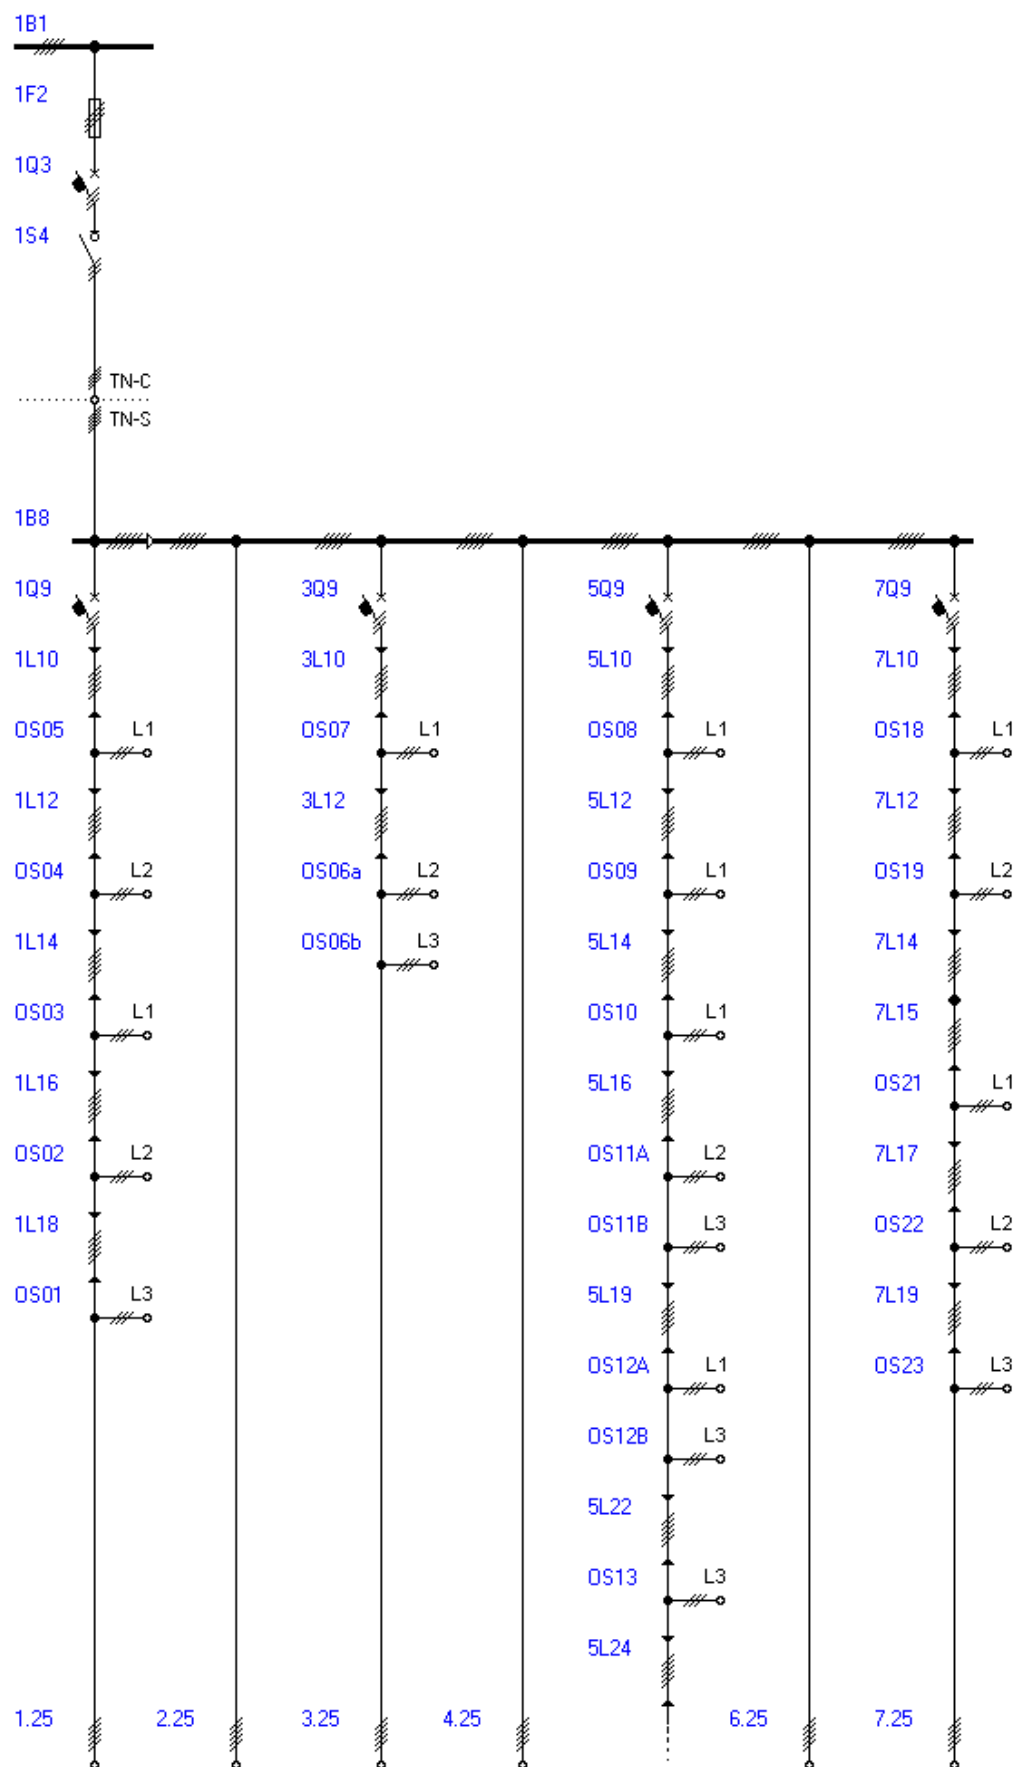 1B1
1F2
1Q3
1S4
TN-C
TN-S
1B8
1Q9 3Q9 5Q9 7Q9
1L10 3L10 5L10 7L10
OS05 L1 OS07 L1 OS08 L1 OS18 L1
1L12 3L12 5L12 7L12
OS04 L2 OS06a L2 OS09 L1 OS19 L2
1L14 OS06b L3 5L14 7L14
OS03 L1 OS10 L1 7L15
1L16 5L16 OS21 L1
OS02 L2 OS11A L2 7L17
1L18 OS11B L3 OS22 L2
OS01 L3 5L19 7L19
OS12A L1 OS23 L3
OS12B L3
5L22
OS13 L3
5L24
1.25 2.25 3.25 4.25 6.25 7.25